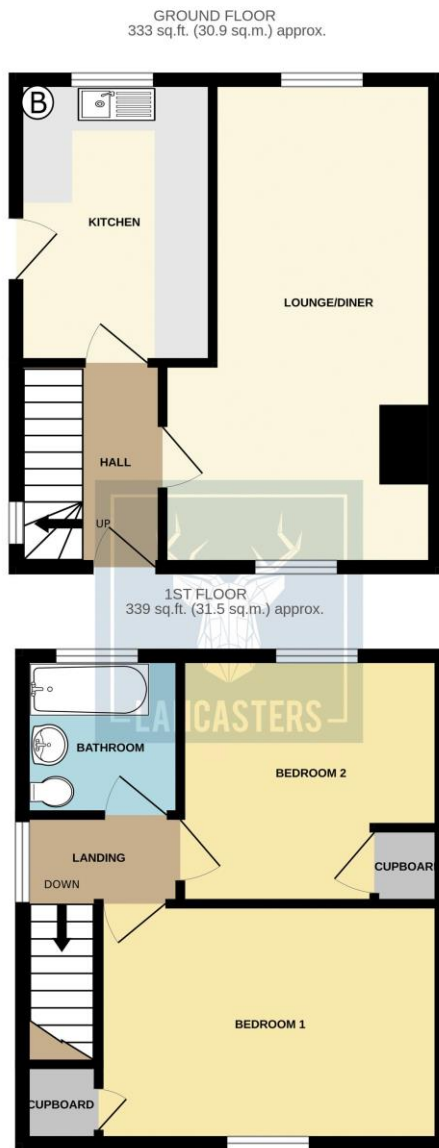 GROUND FLOOR
333 sq.ft. (30.9 sq.m.) approx.
B
KITCHEN
LOUNGE/DINER
HALL
UP
1ST FLOOR
339 sq.ft. (31.5 sq.m.) approx.
LANCASTERS
BATHROOM
BEDROOM 2
LANDING
CUPBOARD
DOWN
BEDROOM 1
CUPBOARD